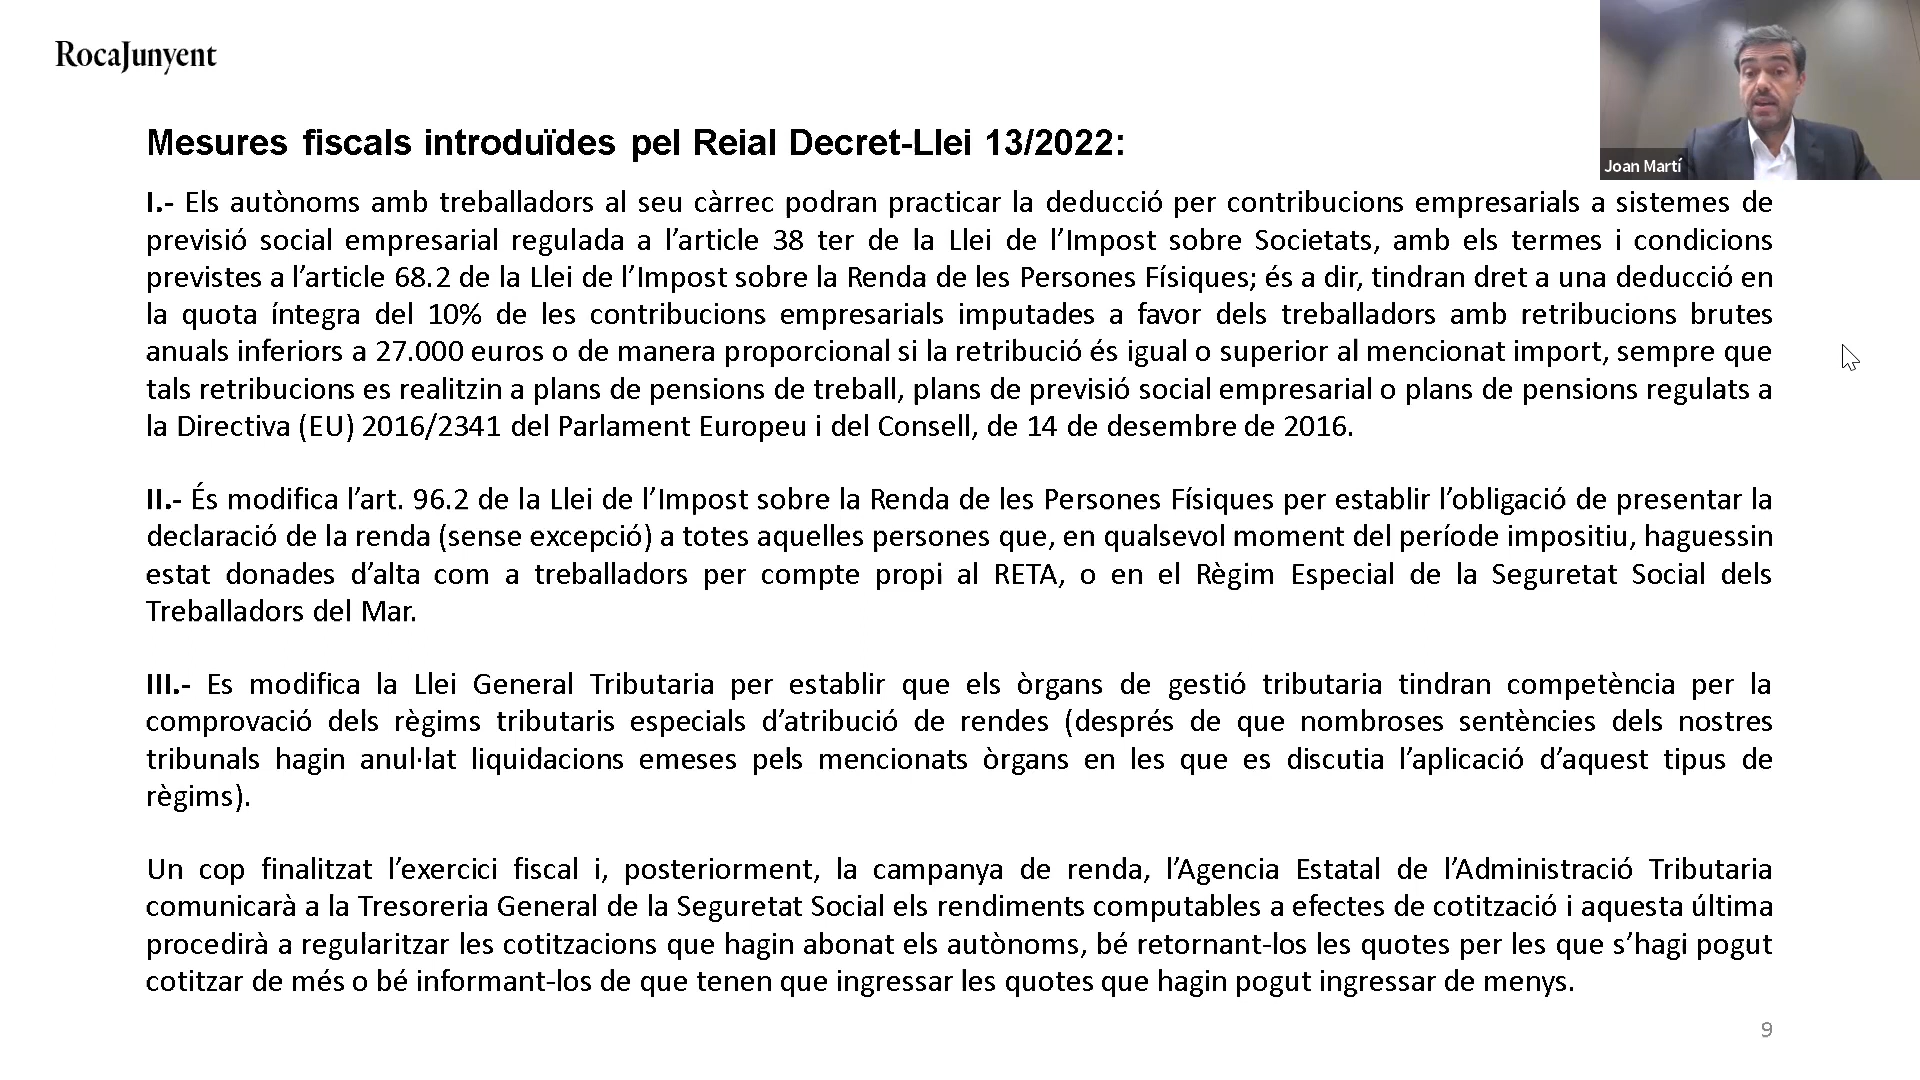 RocaJunyent
Joan Martí
Mesures fiscals introduïdes pel Reial Decret-Llei 13/2022:
I.- Els autònoms amb treballadors al seu càrrec podran practicar la deducció per contribucions empresarials a sistemes de
previsió social empresarial regulada a l’article 38 ter de la Llei de l’Impost sobre Societats, amb els termes i condicions
previstes a l’article 68.2 de la Llei de l’Impost sobre la Renda de les Persones Físiques; és a dir, tindran dret a una deducció en
la quota íntegra del 10% de les contribucions empresarials imputades a favor dels treballadors amb retribucions brutes
anuals inferiors a 27.000 euros o de manera proporcional si la retribució és igual o superior al mencionat import, sempre que
tals retribucions es realitzin a plans de pensions de treball, plans de previsió social empresarial o plans de pensions regulats a
la Directiva (EU) 2016/2341 del Parlament Europeu i del Consell, de 14 de desembre de 2016.
II.- És modifica l’art. 96.2 de la Llei de l’Impost sobre la Renda de les Persones Físiques per establir l’obligació de presentar la
declaració de la renda (sense excepció) a totes aquelles persones que, en qualsevol moment del període impositiu, haguessin
estat donades d’alta com a treballadors per compte propi al RETA, o en el Règim Especial de la Seguretat Social dels
Treballadors del Mar.
III.- Es modifica la Llei General Tributaria per establir que els òrgans de gestió tributaria tindran competència per la
comprovació dels règims tributaris especials d’atribució de rendes (després de que nombroses sentències dels nostres
tribunals hagin anul·lat liquidacions emeses pels mencionats òrgans en les que es discutia l’aplicació d’aquest tipus de
règims).
Un cop finalitzat l’exercici fiscal i, posteriorment, la campanya de renda, l’Agencia Estatal de l’Administració Tributaria
comunicarà a la Tresoreria General de la Seguretat Social els rendiments computables a efectes de cotització i aquesta última
procedirà a regularitzar les cotitzacions que hagin abonat els autònoms, bé retornant-los les quotes per les que s’hagi pogut
cotitzar de més o bé informant-los de que tenen que ingressar les quotes que hagin pogut ingressar de menys.
9